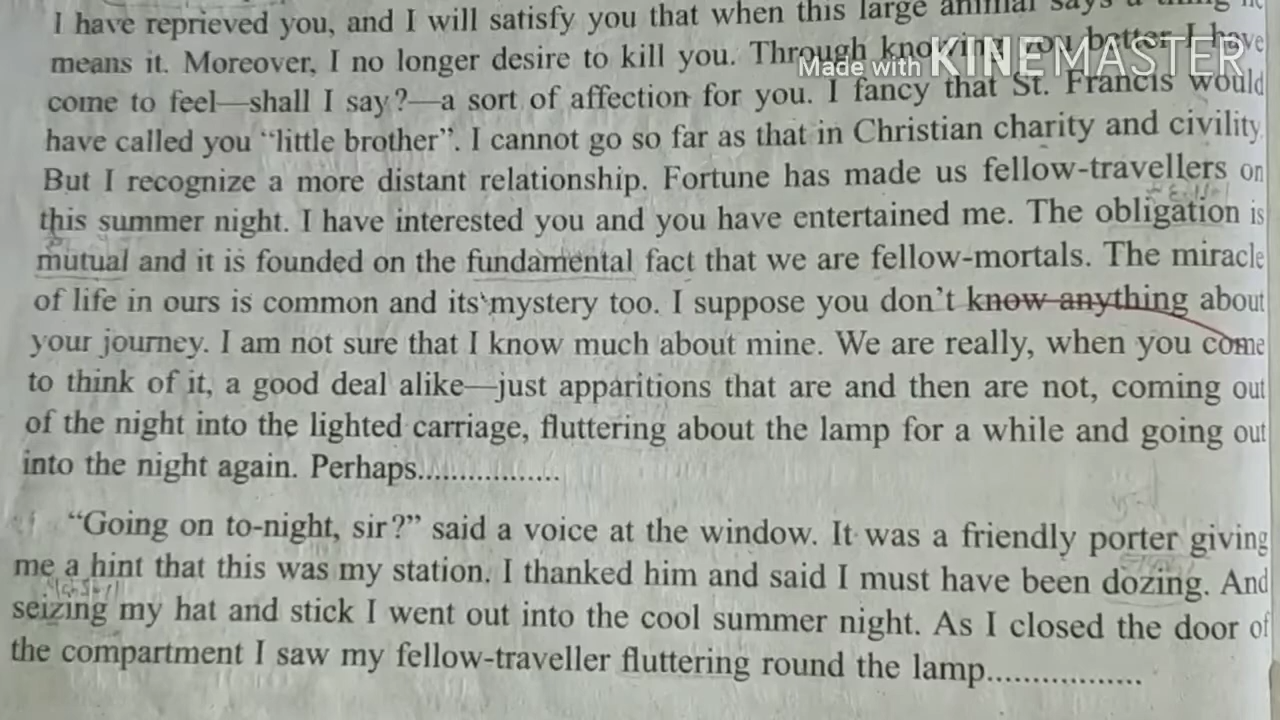 I have reprieved you, and I will satisfy you that when this large animal says a thing he
means it. Moreover, I no longer desire to kill you. Through knowing you better I have
Made with KINEMASTER
come to feel—shall I say?—a sort of affection for you. I fancy that St. Francis would
have called you “little brother”. I cannot go so far as that in Christian charity and civility.
But I recognize a more distant relationship. Fortune has made us fellow-travellers on
this summer night. I have interested you and you have entertained me. The obligation is
mutual and it is founded on the fundamental fact that we are fellow-mortals. The miracle
of life in ours is common and its mystery too. I suppose you don’t know anything about
your journey. I am not sure that I know much about mine. We are really, when you come
to think of it, a good deal alike—just apparitions that are and then are not, coming out
of the night into the lighted carriage, fluttering about the lamp for a while and going out
into the night again. Perhaps................
“Going on to-night, sir?” said a voice at the window. It was a friendly porter giving
me a hint that this was my station. I thanked him and said I must have been dozing. And
seizing my hat and stick I went out into the cool summer night. As I closed the door of
the compartment I saw my fellow-traveller fluttering round the lamp.................